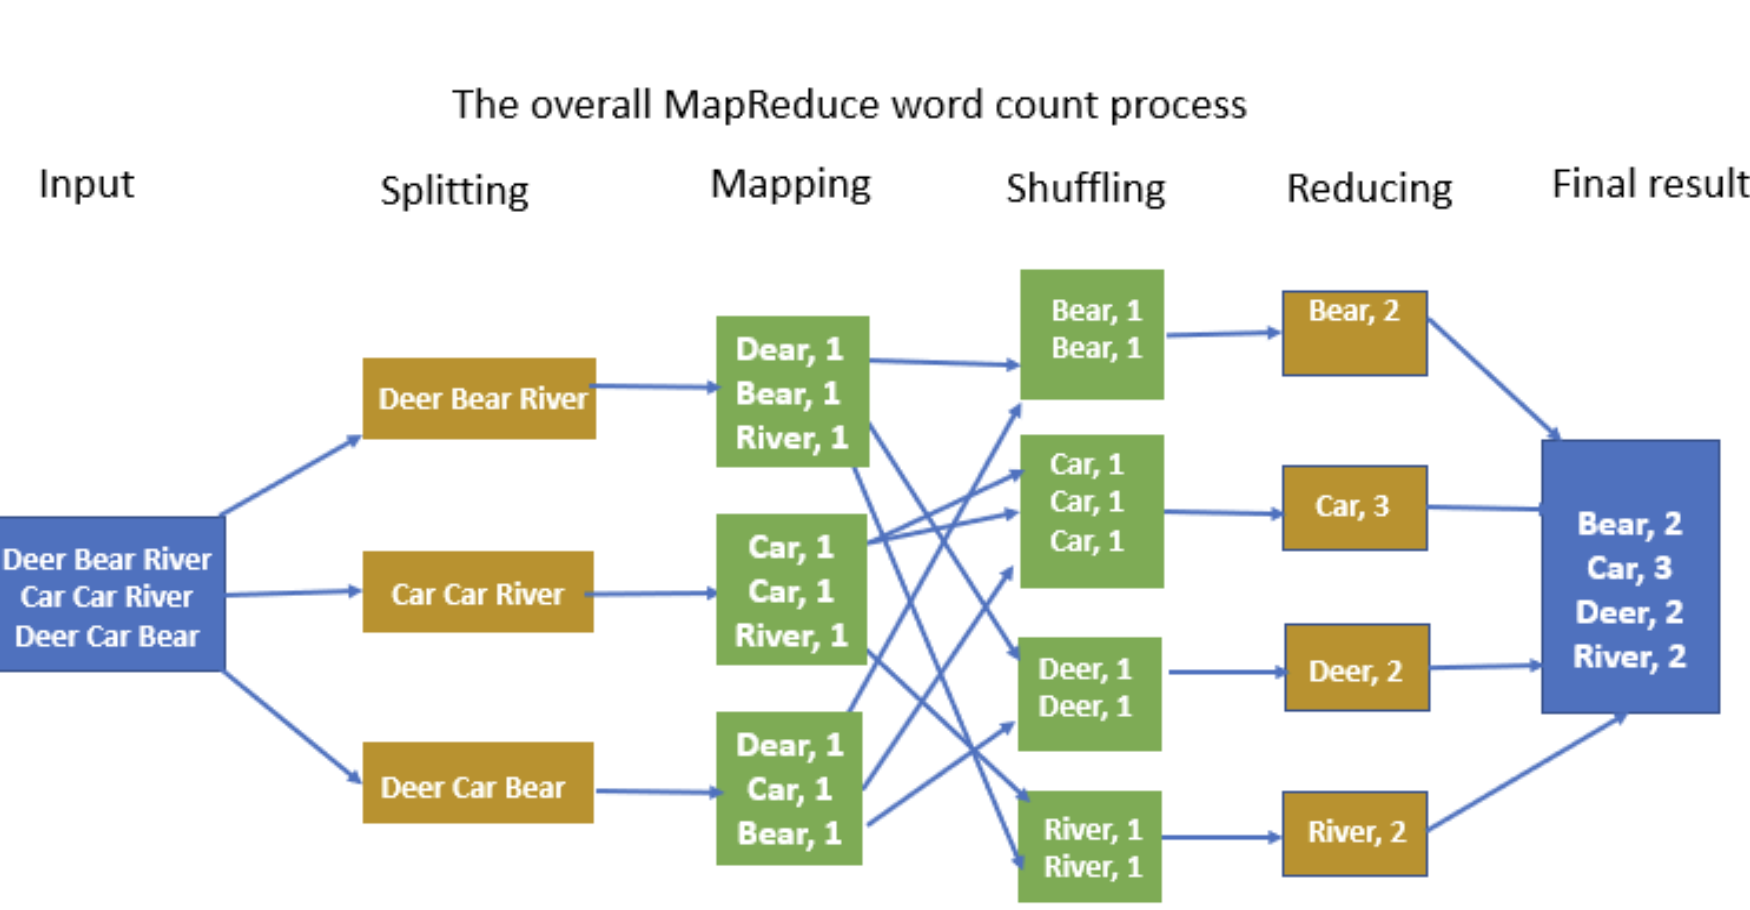 The overall MapReduce word count process
Input
Splitting
Mapping
Shuffling
Reducing
Final result
Deer Bear River
Car Car River
Deer Car Bear
Deer Bear River
Car Car River
Deer Car Bear
Dear, 1
Bear, 1
River, 1
Car, 1
Car, 1
River, 1
Dear, 1
Car, 1
Bear, 1
Bear, 1
Bear, 1
Car, 1
Car, 1
Car, 1
Deer, 1
Deer, 1
River, 1
River, 1
Bear, 2
Car, 3
Deer, 2
River, 2
Bear, 2
Car, 3
Deer, 2
River, 2